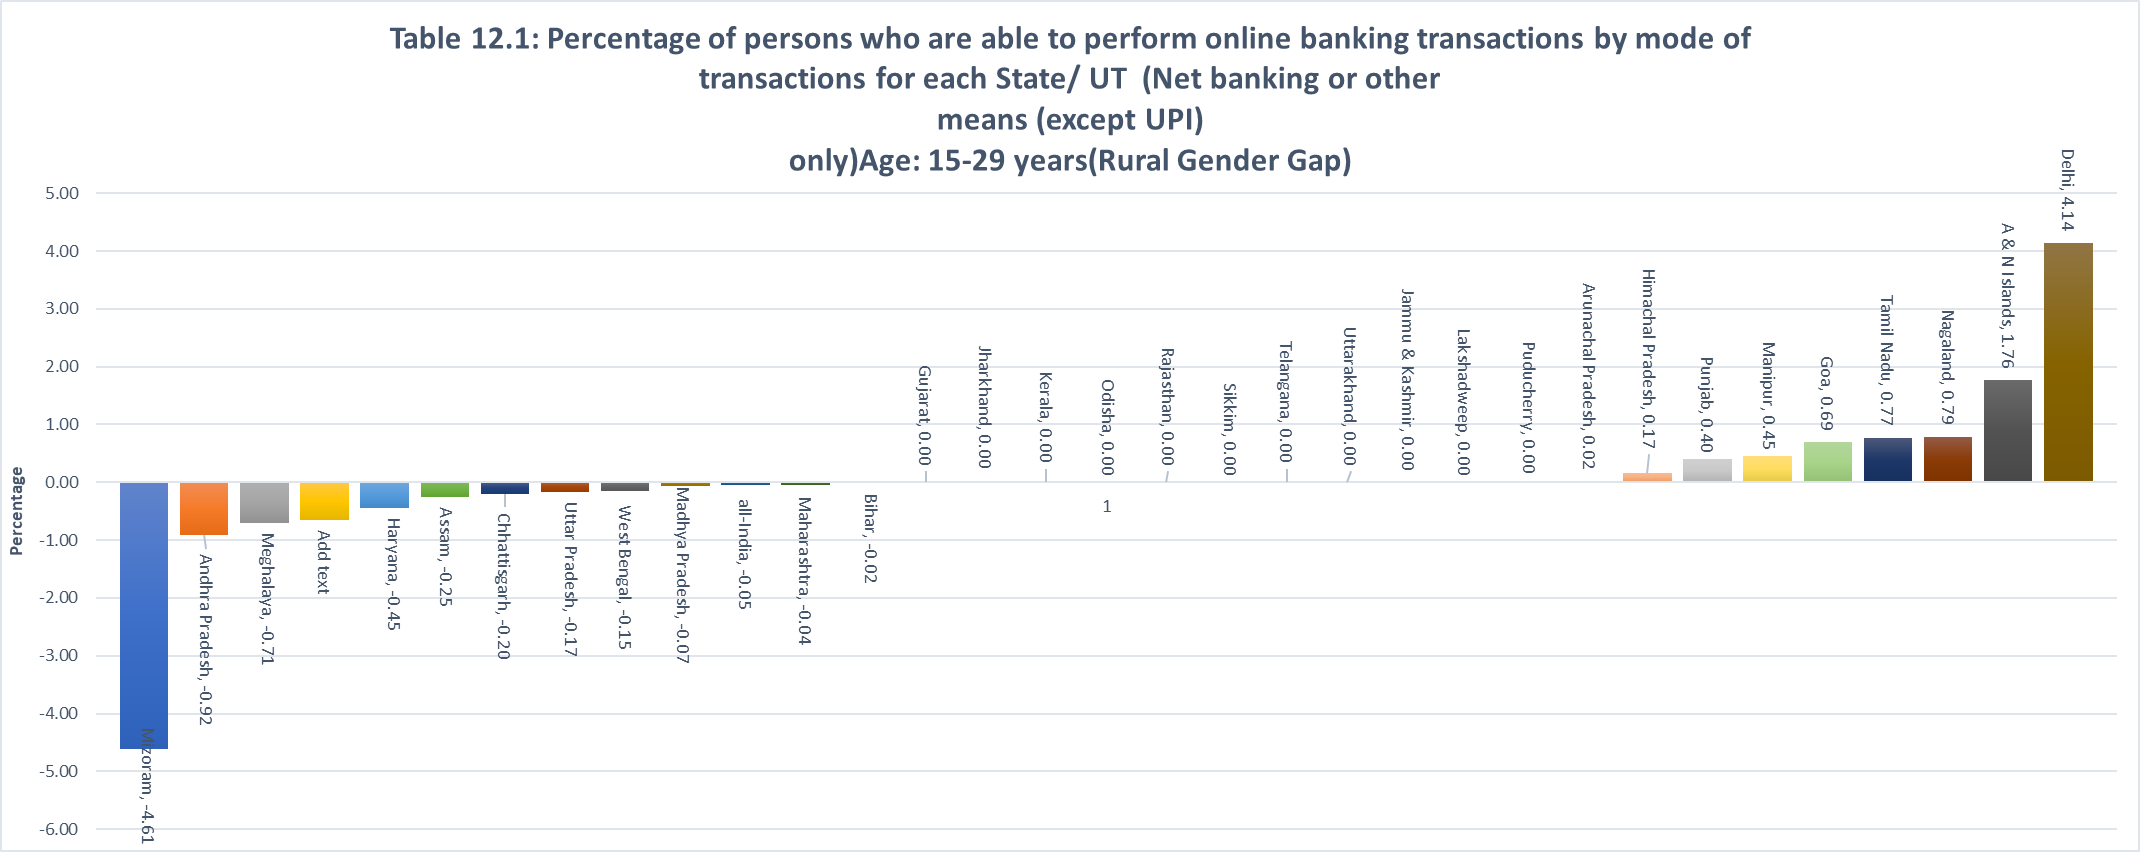 Table 12.1: Percentage of persons who are able to perform online banking transactions by mode of
transactions for each State/ UT  (Net banking or other
means (except UPI)
only)Age: 15-29 years(Rural Gender Gap)
5.00
4.00
3.00
2.00
1.00
0.00
-1.00
-2.00
-3.00
-4.00
-5.00
-6.00
Percentage
Mizoram, -4.61
Andhra Pradesh, -0.92
Meghalaya, -0.71
Add text
Haryana, -0.45
Assam, -0.25
Chhattisgarh, -0.20
Uttar Pradesh, -0.17
West Bengal, -0.15
Madhya Pradesh, -0.07
all-India, -0.05
Maharashtra, -0.04
Bihar, -0.02
Gujarat, 0.00
Jharkhand, 0.00
Kerala, 0.00
Odisha, 0.00
Rajasthan, 0.00
Sikkim, 0.00
Telangana, 0.00
Uttarakhand, 0.00
Jammu & Kashmir, 0.00
Lakshadweep, 0.00
Puducherry, 0.00
Arunachal Pradesh, 0.02
Himachal Pradesh, 0.17
Punjab, 0.40
Manipur, 0.45
Goa, 0.69
Tamil Nadu, 0.77
Nagaland, 0.79
A & N Islands, 1.76
Delhi, 4.14
1